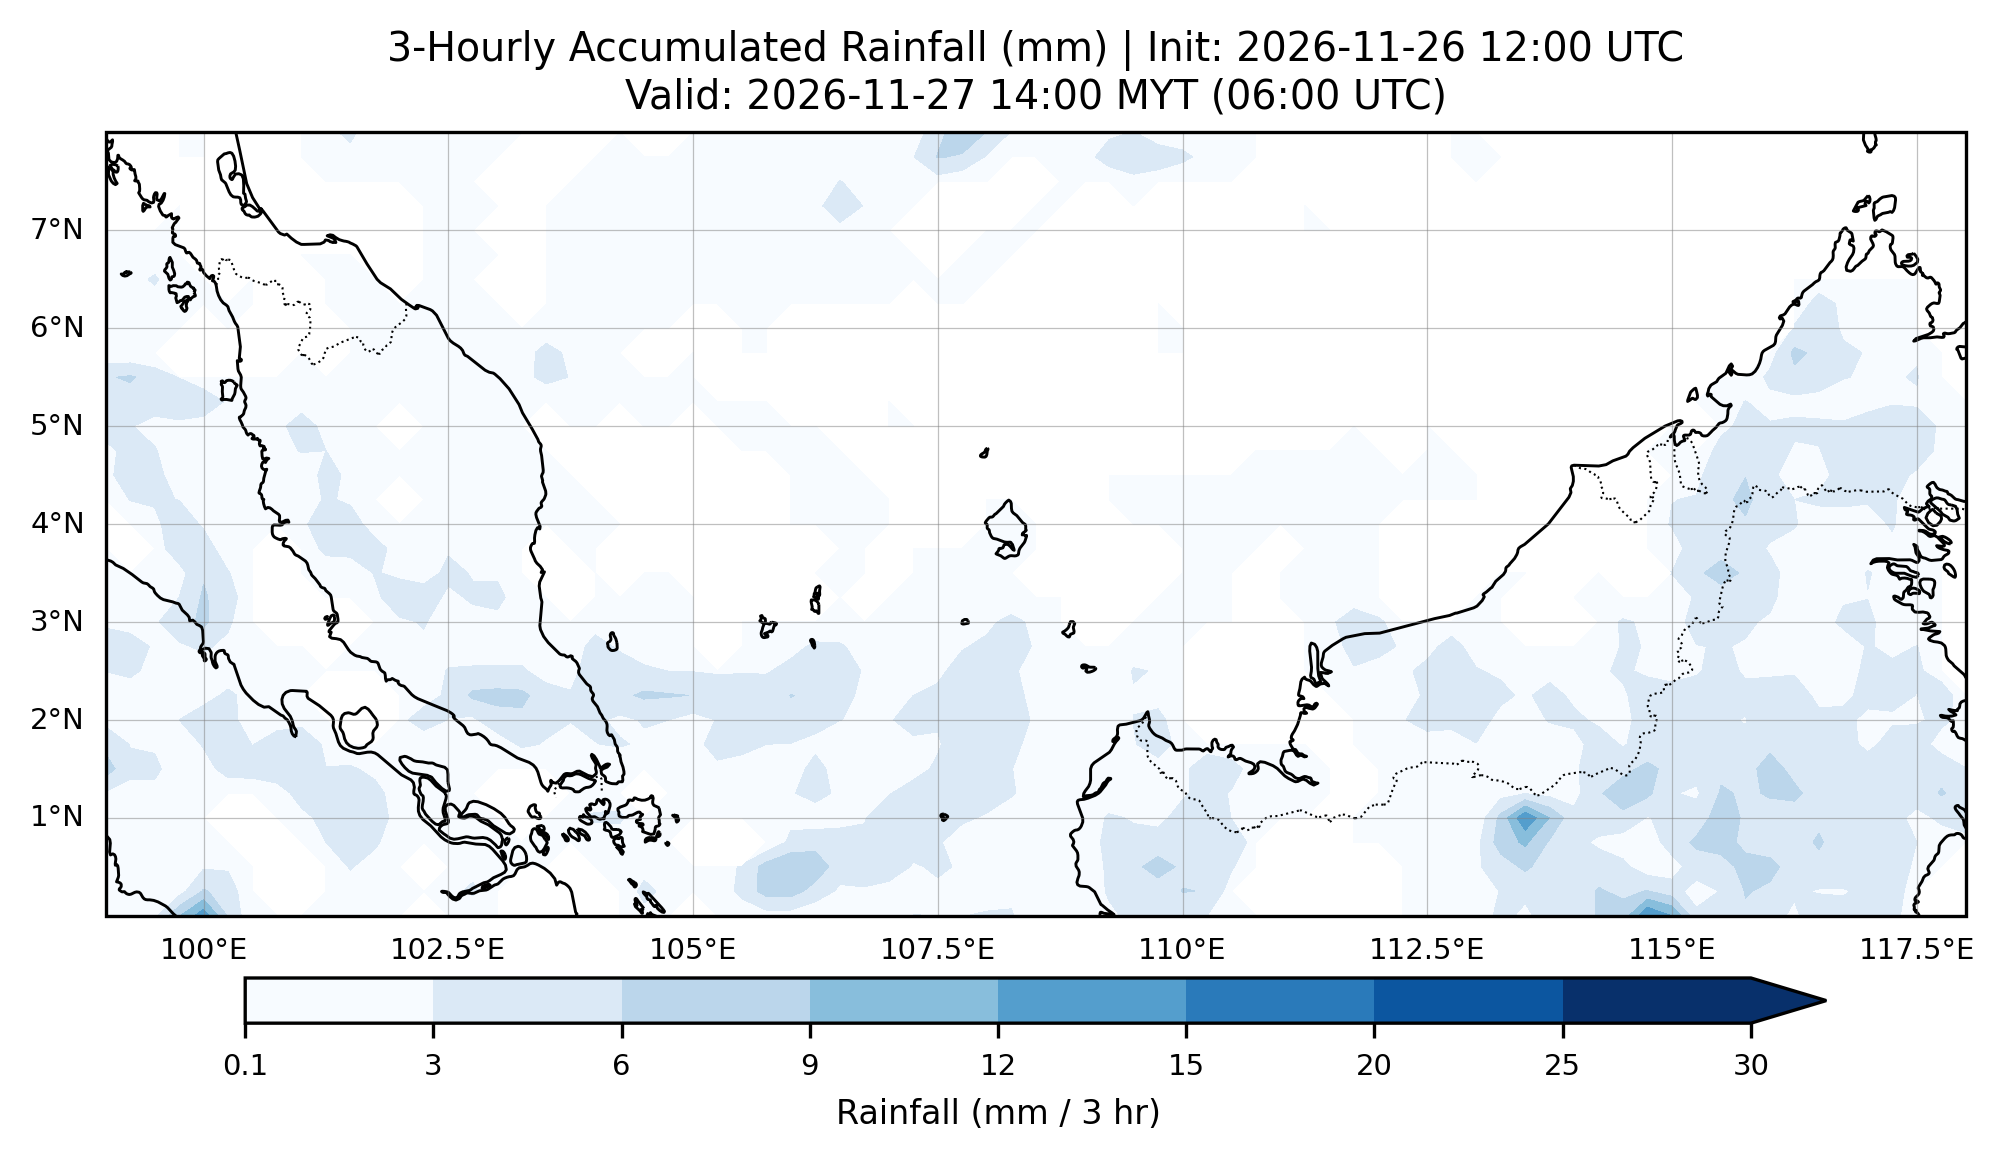 3-Hourly Accumulated Rainfall (mm) | Init: 2026-11-26 12:00 UTC
Valid: 2026-11-27 14:00 MYT (06:00 UTC)
7°N
6°N
5°N
4°N
3°N
2°N
1°N
100°E 102.5°E 105°E 107.5°E 110°E 112.5°E 115°E 117.5°E
0.1 3 6 9 12 15 20 25 30
Rainfall (mm / 3 hr)